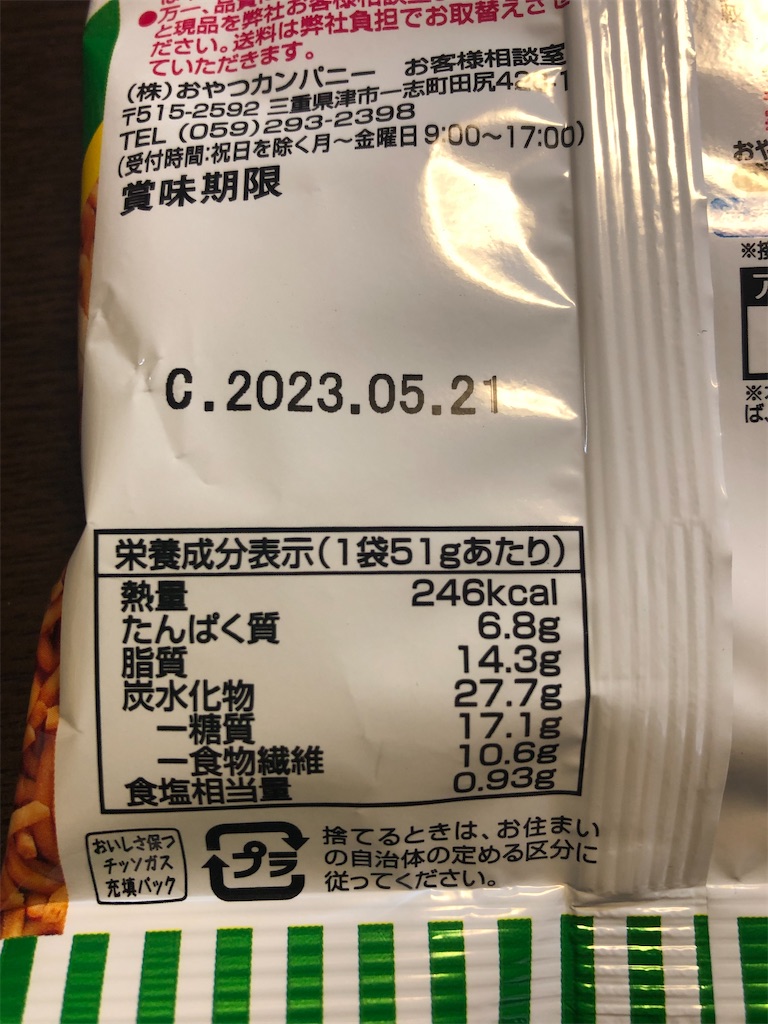 ●と現品を弊社お客様相談室
ださい。送料は弊社負担でお取替えさ
ていただきます。
(株)おやつカンパニー お客様相談室
〒515-2592 三重県津市一志町田尻42
TEL (059)293-2398
(受付時間:祝日を除く月～金曜日9:00～17:00)
賞味期限
C.2023.05.21
栄養成分表示(1袋51gあたり)
熱量 246kcal
たんぱく質 6.8g
脂質 14.3g
炭水化物 27.7g
－糖質 17.1g
－食物繊維 10.6g
食塩相当量 0.93g
おいしさ保つ
チッソガス
充填パック
プラ
捨てるときは、お住まい
の自治体の定める区分に
従ってください。
おや